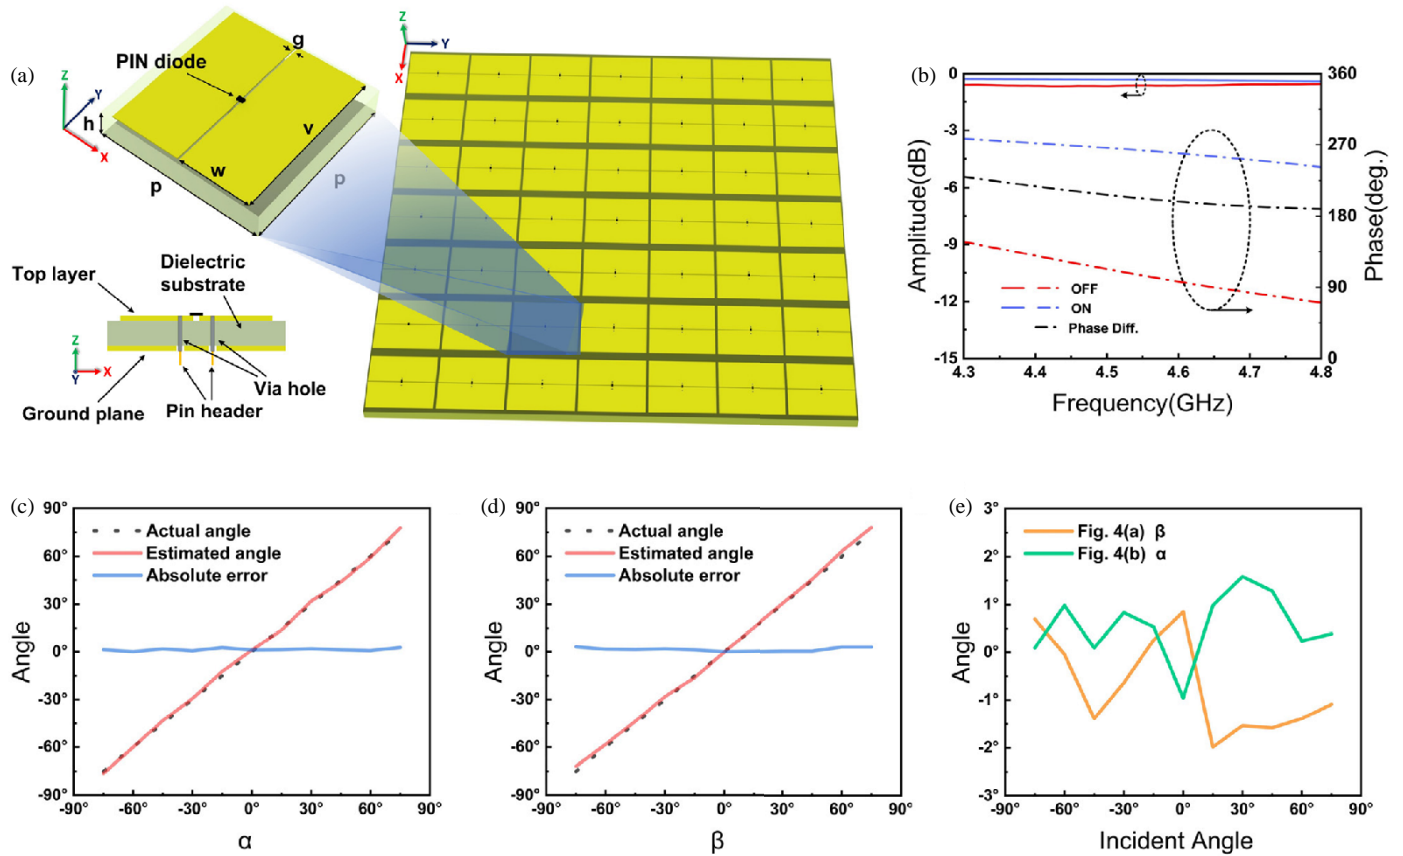 (a)
Z
Y
X
h
PIN diode
g
v
w
p
p
Z
Y
X
Top layer
Dielectric
substrate
Z
Y
X
Via hole
Pin header
Ground plane
(b)
0
-3
-6
-9
-12
-15
Amplitude(dB)
360
270
180
90
0
Phase(deg.)
OFF
ON
Phase Diff.
4.3
4.4
4.5
4.6
4.7
4.8
Frequency(GHz)
(c)
90°
60°
30°
0°
-30°
-60°
-90°
Angle
Actual angle
Estimated angle
Absolute error
-90°
-60°
-30°
0°
30°
60°
90°
α
(d)
90°
60°
30°
0°
-30°
-60°
-90°
Angle
Actual angle
Estimated angle
Absolute error
-90°
-60°
-30°
0°
30°
60°
90°
β
(e)
3°
2°
1°
0°
-1°
-2°
-3°
Angle
Fig. 4(a) β
Fig. 4(b) α
-90°
-60°
-30°
0°
30°
60°
90°
Incident Angle